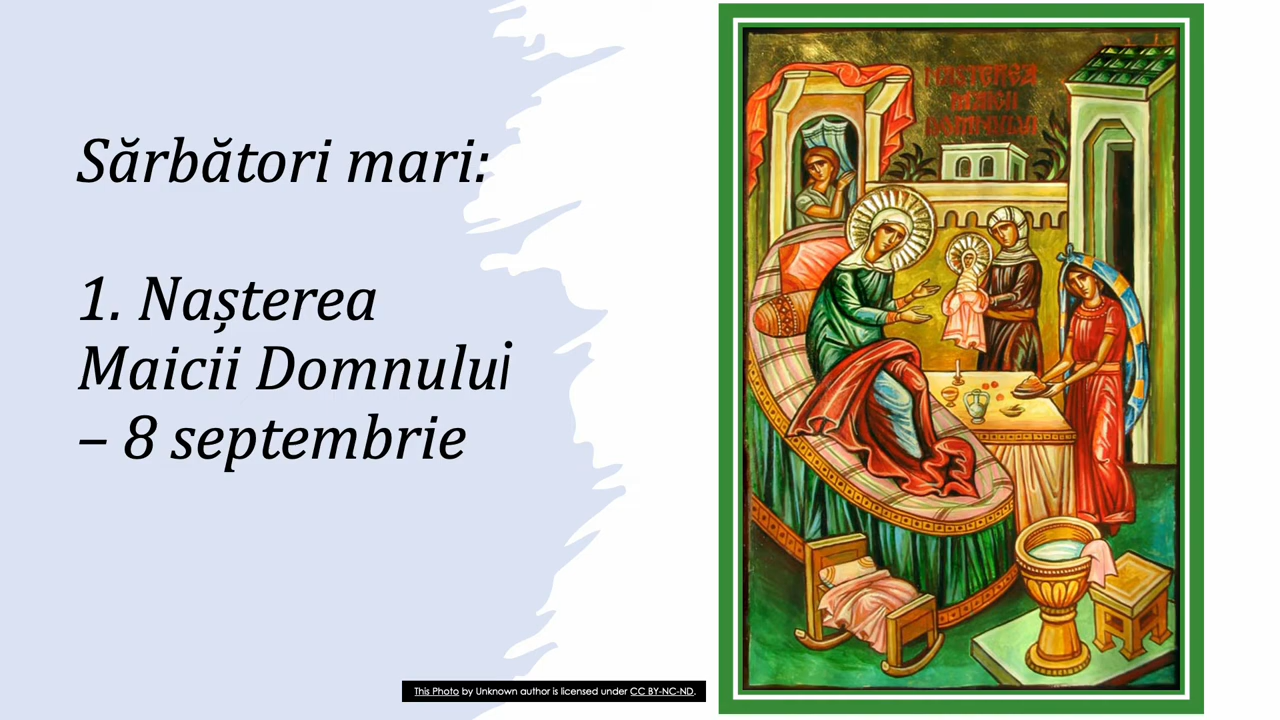 Sărbători mari:
1. Nașterea
Maicii Domnului
– 8 septembrie
NAȘTEREA
MAICII
DOMNULUI
This Photo by Unknown author is licensed under CC BY-NC-ND.